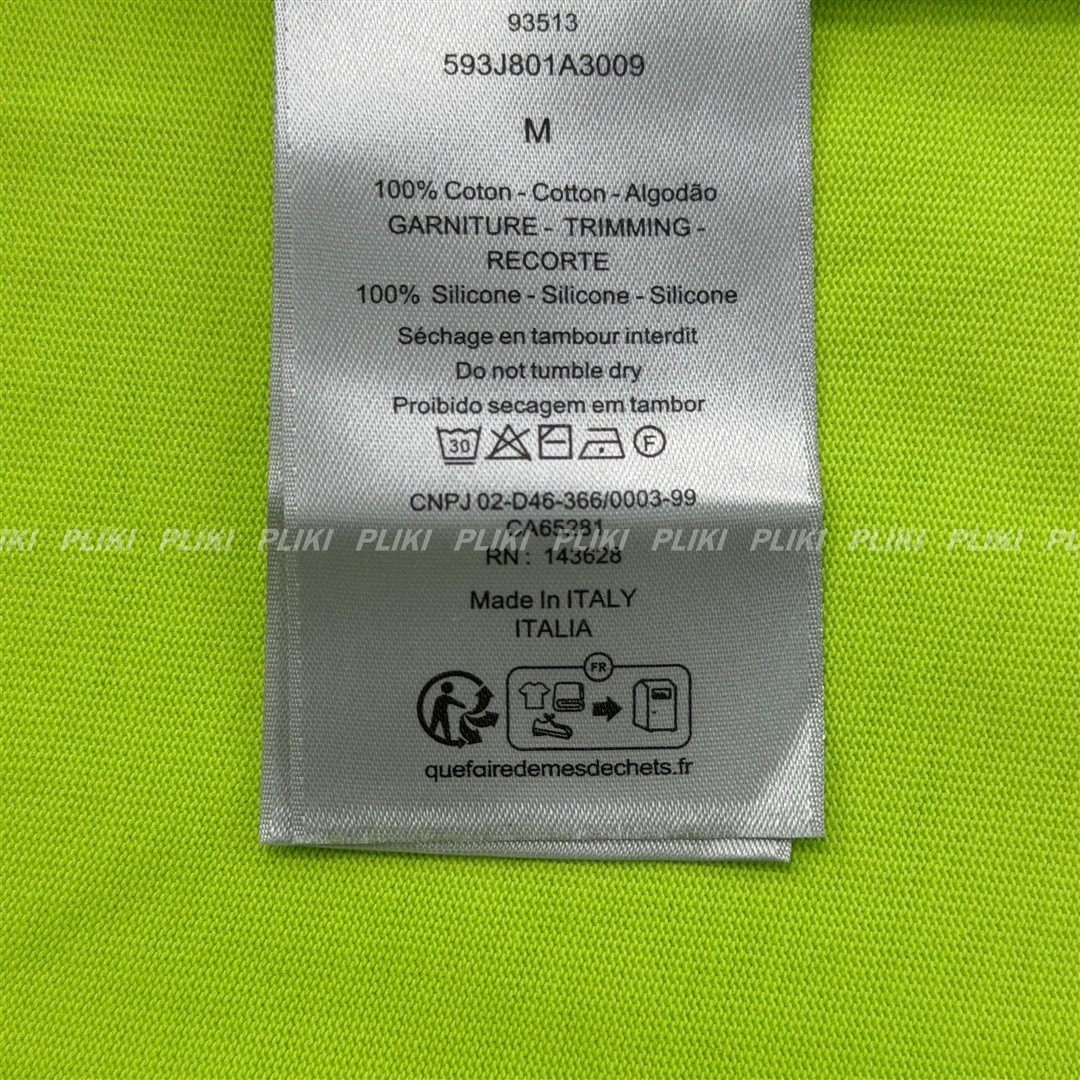 93513
593J801A3009
M
100% Coton - Cotton - Algodão
GARNITURE - TRIMMING -
RECORTE
100% Silicone - Silicone - Silicone
Séchage en tambour interdit
Do not tumble dry
Proibido secagem em tambor
30 F
CNPJ 02-D46-366/0003-99
CA65281
IKI PLIKI PLIKI PLIKI PLIKI PLIKI PLIKI PLIKI PLIKI PLIKI PLIKI P
RN : 143628
Made In ITALY
ITALIA
FR
quefairedemesdechets.fr